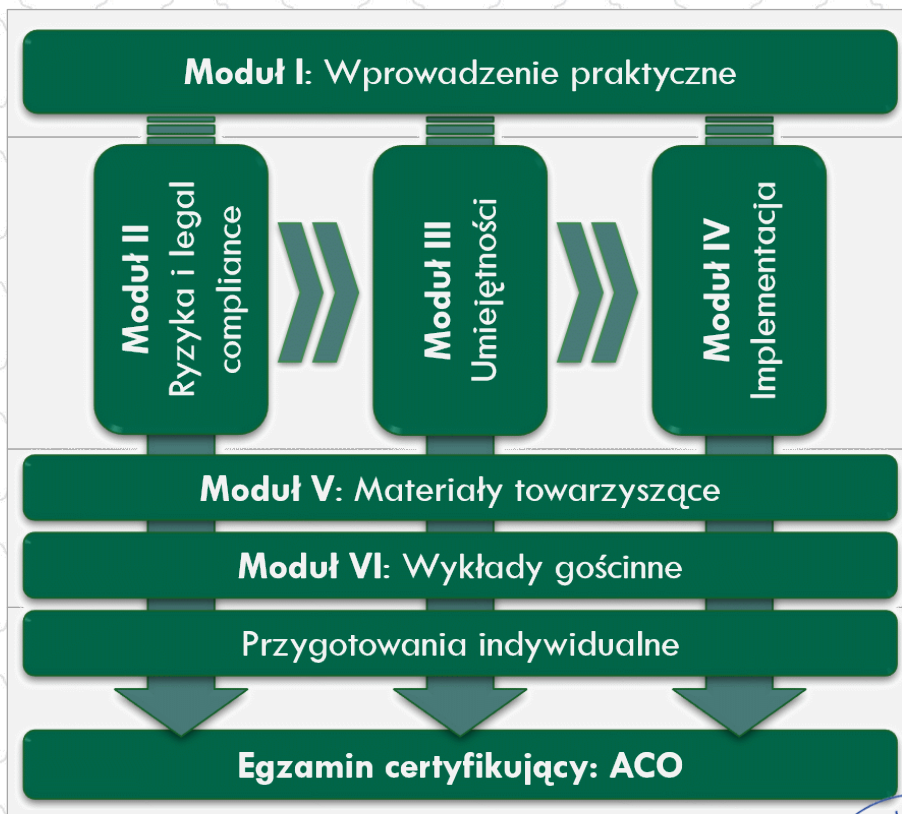 Moduł I: Wprowadzenie praktyczne
Moduł II
Ryzyka i legal
compliance
Moduł III
Umiejętności
Moduł IV
Implementacja
Moduł V: Materiały towarzyszące
Moduł VI: Wykłady gościnne
Przygotowania indywidualne
Egzamin certyfikujący: ACO